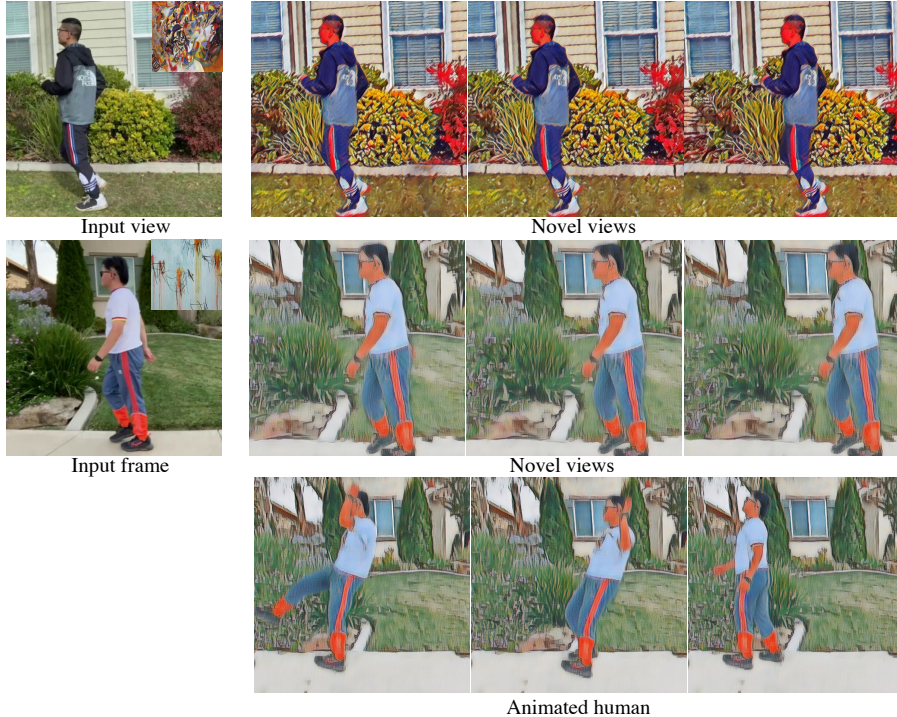 Input view
Novel views
Input frame
Novel views
Animated human